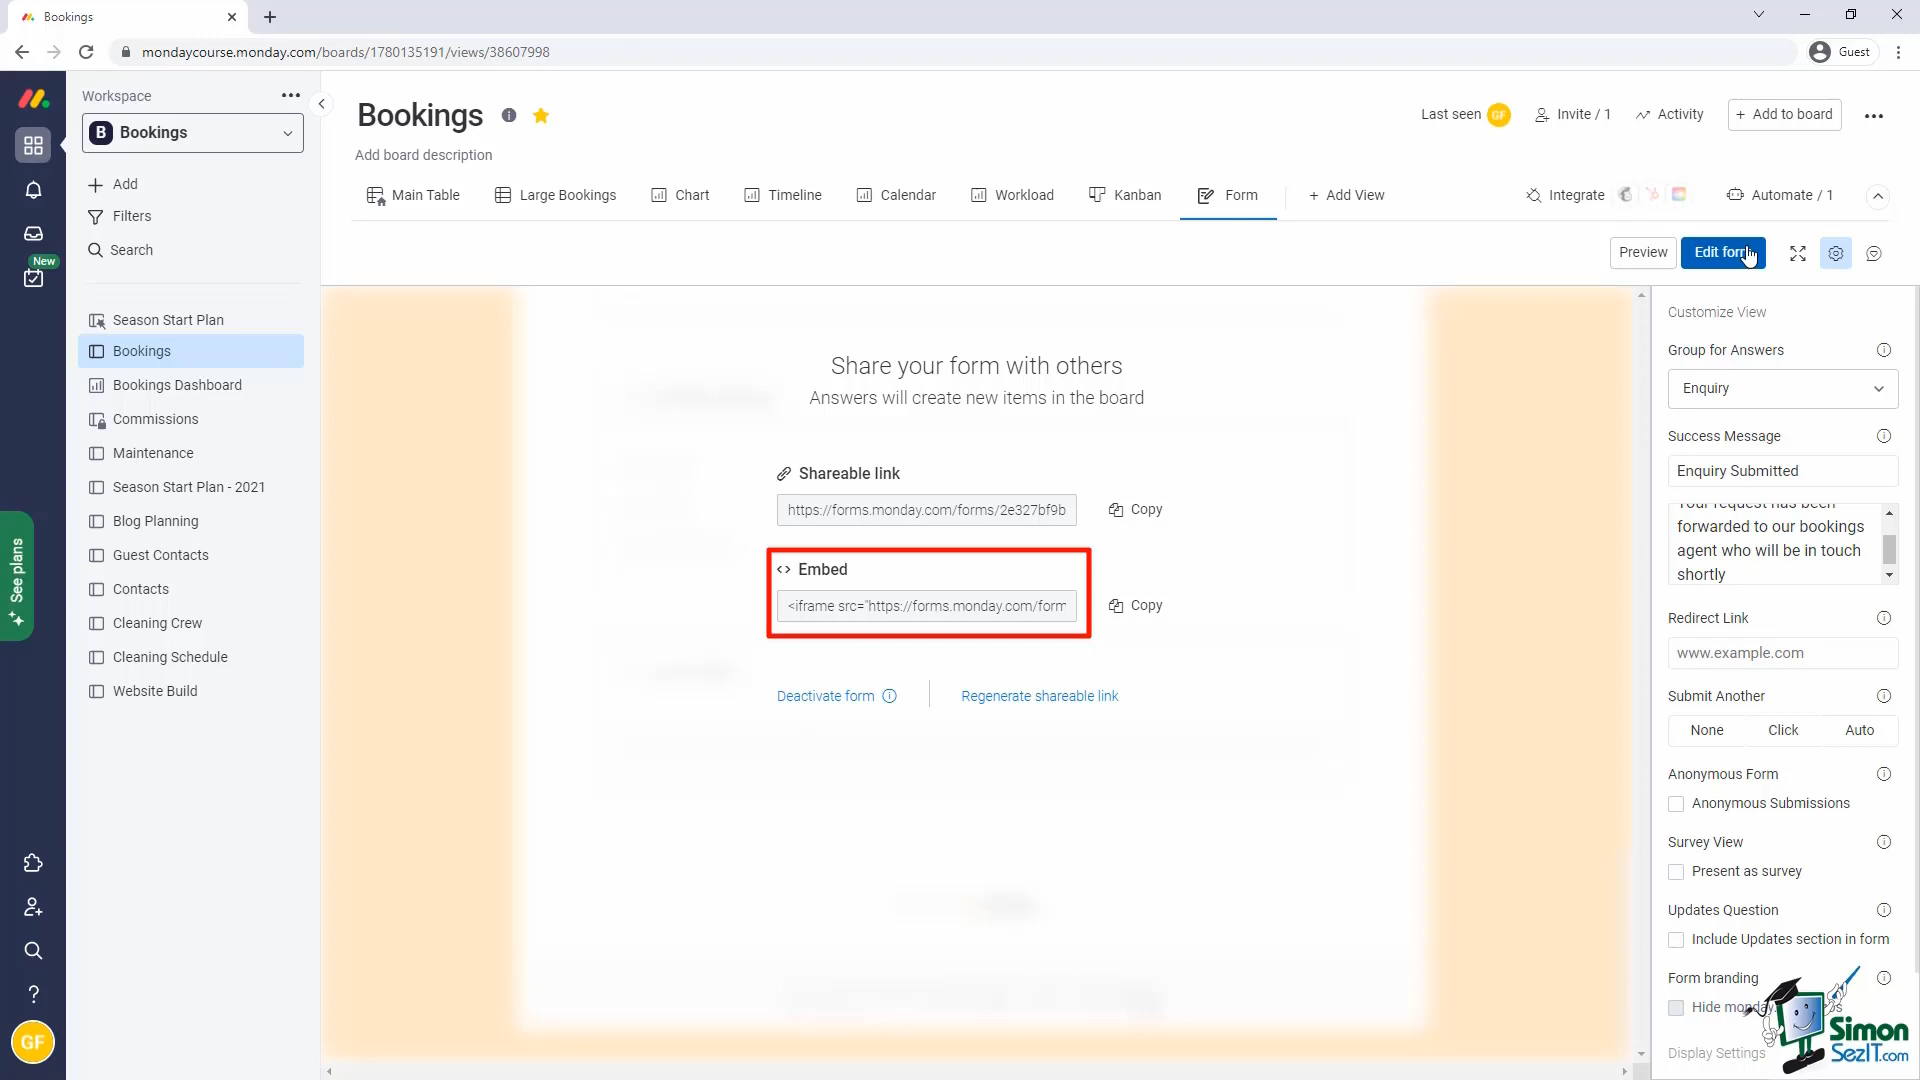 Bookings
mondaycourse.monday.com/boards/1780135191/views/38607998
Guest
Workspace
B Bookings
Add
Filters
Search
New
Season Start Plan
Bookings
Bookings Dashboard
Commissions
Maintenance
Season Start Plan - 2021
Blog Planning
Guest Contacts
Contacts
Cleaning Crew
Cleaning Schedule
Website Build
See plans
GF
Bookings
Last seen GF
Invite / 1
Activity
+ Add to board
Add board description
Main Table
Large Bookings
Chart
Timeline
Calendar
Workload
Kanban
Form
+ Add View
Integrate
Automate / 1
Preview
Edit form
Share your form with others
Answers will create new items in the board
Shareable link
https://forms.monday.com/forms/2e327bf9b
Copy
<> Embed
<iframe src="https://forms.monday.com/form
Copy
Deactivate form
Regenerate shareable link
Customize View
Group for Answers
Enquiry
Success Message
Enquiry Submitted
Your request has been
forwarded to our bookings
agent who will be in touch
shortly
Redirect Link
www.example.com
Submit Another
None Click Auto
Anonymous Form
Anonymous Submissions
Survey View
Present as survey
Updates Question
Include Updates section in form
Form branding
Hide monday
Display Settings
Simon
SezIT.com